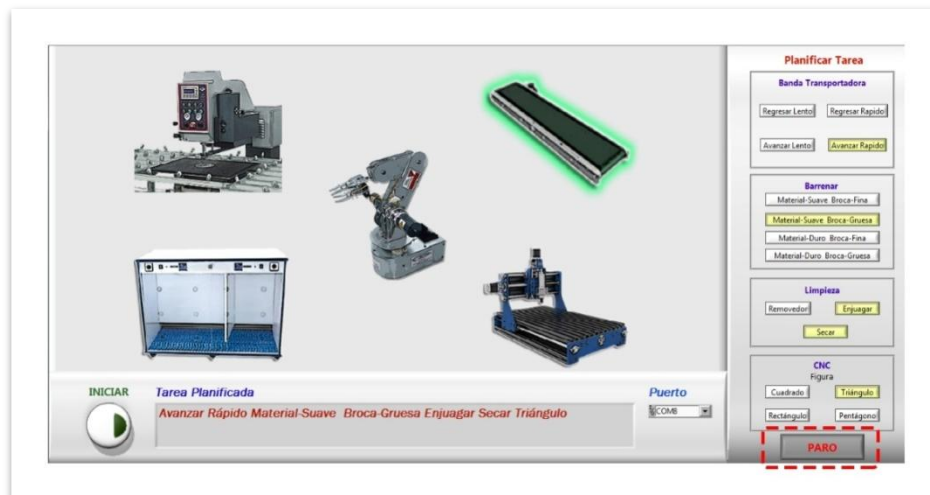 Planificar Tarea
Banda Transportadora
Regresar Lento Regresar Rapido
Avanzar Lento Avanzar Rapido
Barrenar
Material-Suave Broca-Fina
Material-Suave Broca-Gruesa
Material-Duro Broca-Fina
Material-Duro Broca-Gruesa
Limpieza
Removedor Enjuagar
Secar
CNC
Figura
Cuadrado Triángulo
Rectángulo Pentágono
PARO
INICIAR
Tarea Planificada
Avanzar Rápido Material-Suave Broca-Gruesa Enjuagar Secar Triángulo
Puerto
COM8